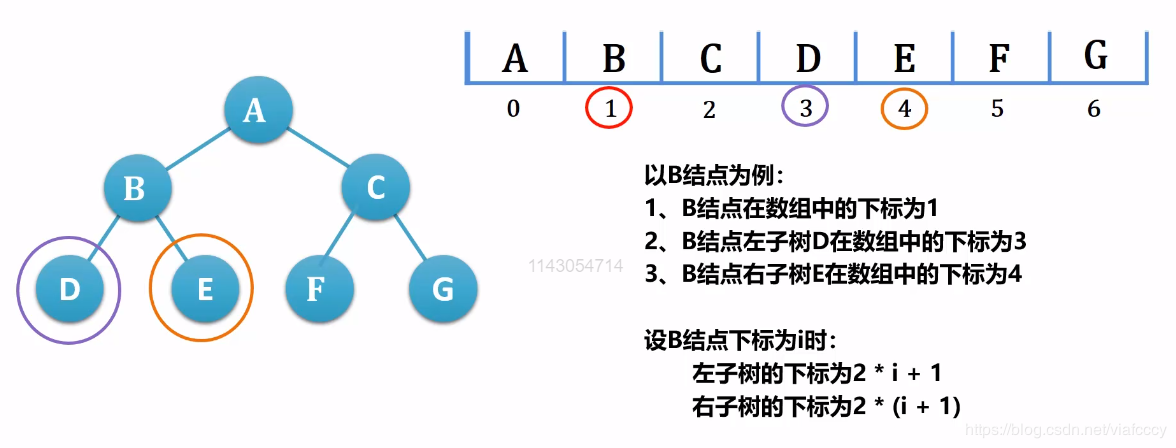 A B C D E F G
0 1 2 3 4 5 6
A
B C
D E F G
以B结点为例：
1、B结点在数组中的下标为1
2、B结点左子树D在数组中的下标为3
3、B结点右子树E在数组中的下标为4
1143054714
设B结点下标为i时：
左子树的下标为2 * i + 1
右子树的下标为2 * (i + 1)
https://blog.csdn.net/viafcccy